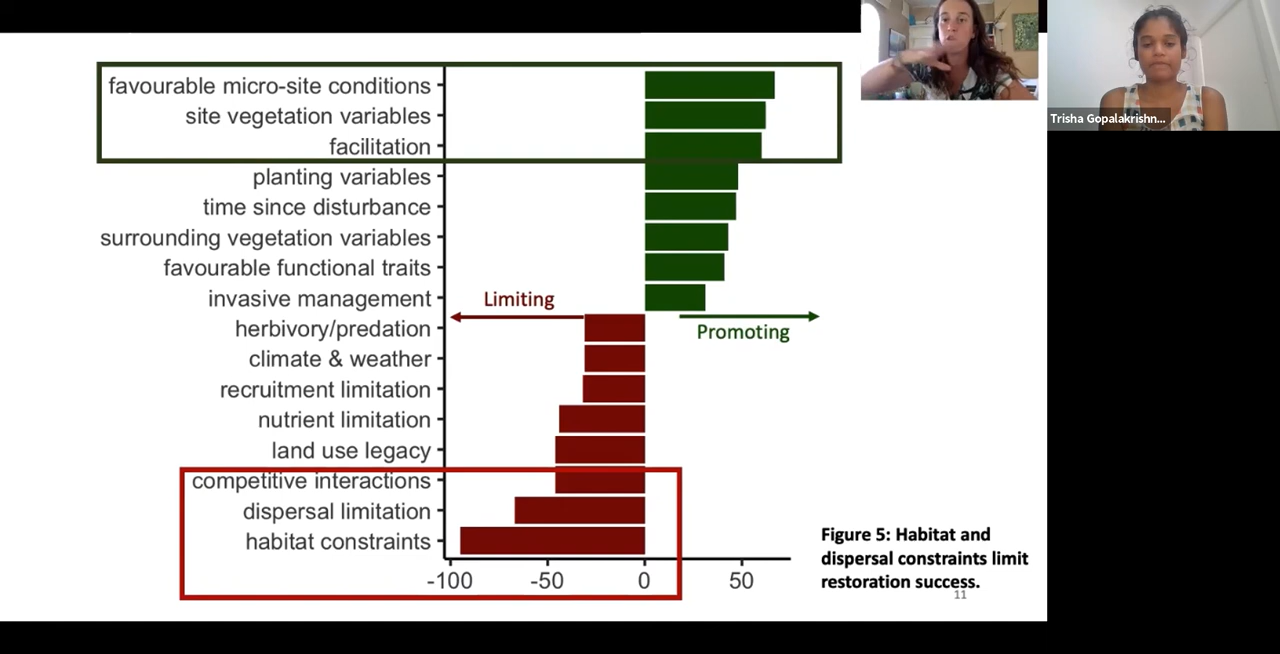 favourable micro-site conditions
site vegetation variables
facilitation
planting variables
time since disturbance
surrounding vegetation variables
favourable functional traits
invasive management
herbivory/predation
climate & weather
recruitment limitation
nutrient limitation
land use legacy
competitive interactions
dispersal limitation
habitat constraints
Limiting
Promoting
-100 -50 0 50
Figure 5: Habitat and
dispersal constraints limit
restoration success.
11
Trisha Gopalakrishn...